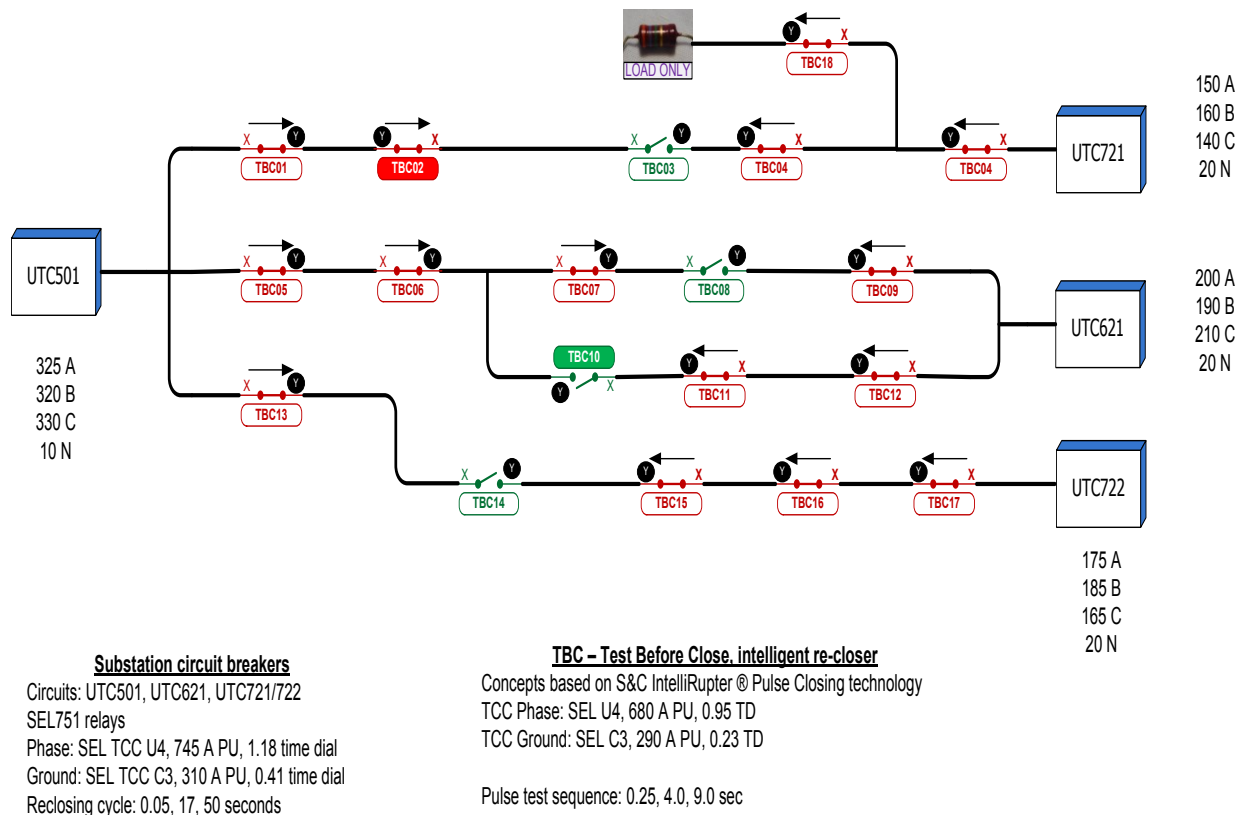 Y
X
TBC18
LOAD ONLY
150 A
160 B
140 C
20 N
X
Y
TBC01
Y
X
TBC02
X
Y
TBC03
Y
X
TBC04
Y
X
TBC04
UTC721
UTC501
325 A
320 B
330 C
10 N
X
Y
TBC05
X
Y
TBC06
X
Y
TBC07
X
Y
TBC08
Y
X
TBC09
UTC621
200 A
190 B
210 C
20 N
TBC10
Y
X
Y
X
TBC11
Y
X
TBC12
X
Y
TBC13
X
Y
TBC14
Y
X
TBC15
Y
X
TBC16
Y
X
TBC17
UTC722
175 A
185 B
165 C
20 N
Substation circuit breakers
Circuits: UTC501, UTC621, UTC721/722
SEL751 relays
Phase: SEL TCC U4, 745 A PU, 1.18 time dial
Ground: SEL TCC C3, 310 A PU, 0.41 time dial
Reclosing cycle: 0.05, 17, 50 seconds
TBC – Test Before Close, intelligent re-closer
Concepts based on S&C IntelliRupter ® Pulse Closing technology
TCC Phase: SEL U4, 680 A PU, 0.95 TD
TCC Ground: SEL C3, 290 A PU, 0.23 TD
Pulse test sequence: 0.25, 4.0, 9.0 sec